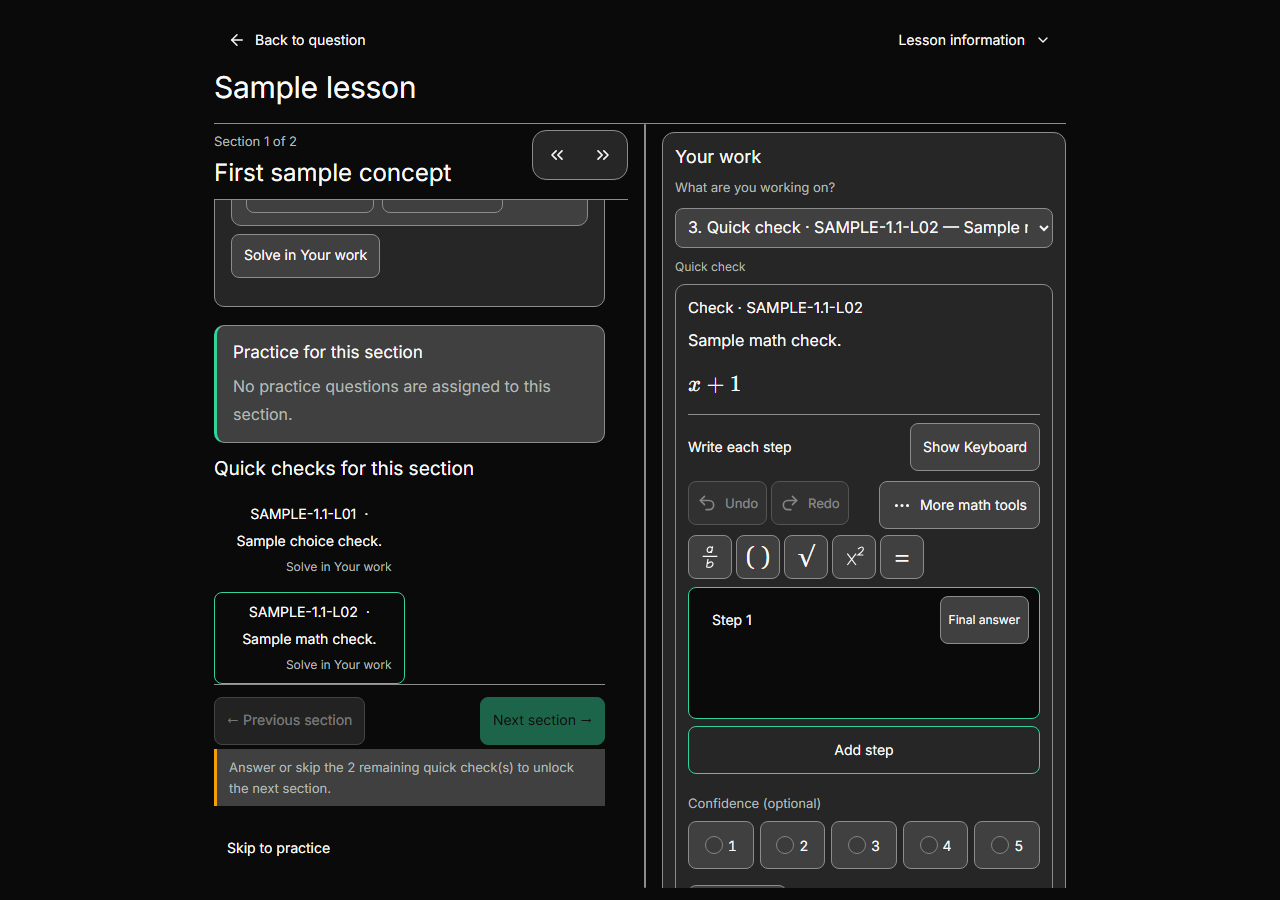 Back to question
Lesson information
Sample lesson
Section 1 of 2
First sample concept
Solve in Your work
Practice for this section
No practice questions are assigned to this
section.
Quick checks for this section
SAMPLE-1.1-L01 ·
Sample choice check.
Solve in Your work
SAMPLE-1.1-L02 ·
Sample math check.
Solve in Your work
← Previous section
Next section →
Answer or skip the 2 remaining quick check(s) to unlock
the next section.
Skip to practice
Your work
What are you working on?
3. Quick check · SAMPLE-1.1-L02 — Sample
Quick check
Check · SAMPLE-1.1-L02
Sample math check.
x + 1
Write each step
Show Keyboard
Undo
Redo
··· More math tools
a/b
( )
√
x²
=
Step 1
Final answer
Add step
Confidence (optional)
1
2
3
4
5